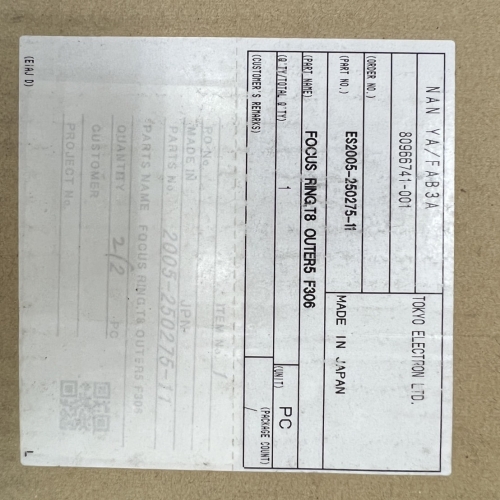 NAN YA/FAB3A
TOKYO ELECTRON LTD.
80966741-001
(ORDER NO.)
(PART NO.)
ES2005-250275-11
MADE IN JAPAN
(PART NAME)
FOCUS RING,T8 OUTER5 F306
(Q'TY/TOTAL Q'TY)
1
(UNIT)
PC
(CUSTOMER'S REMARKS)
(PACKAGE COUNT)
/
ITEM No.
PO No.
MADE IN
JPN
PARTS No.
2005-250275-11
PARTS NAME FOCUS RING,T8 OUTER5 F306
QUANTITY
2/2
PC
CUSTOMER
PROJECT No.
(EIAJ D)
L